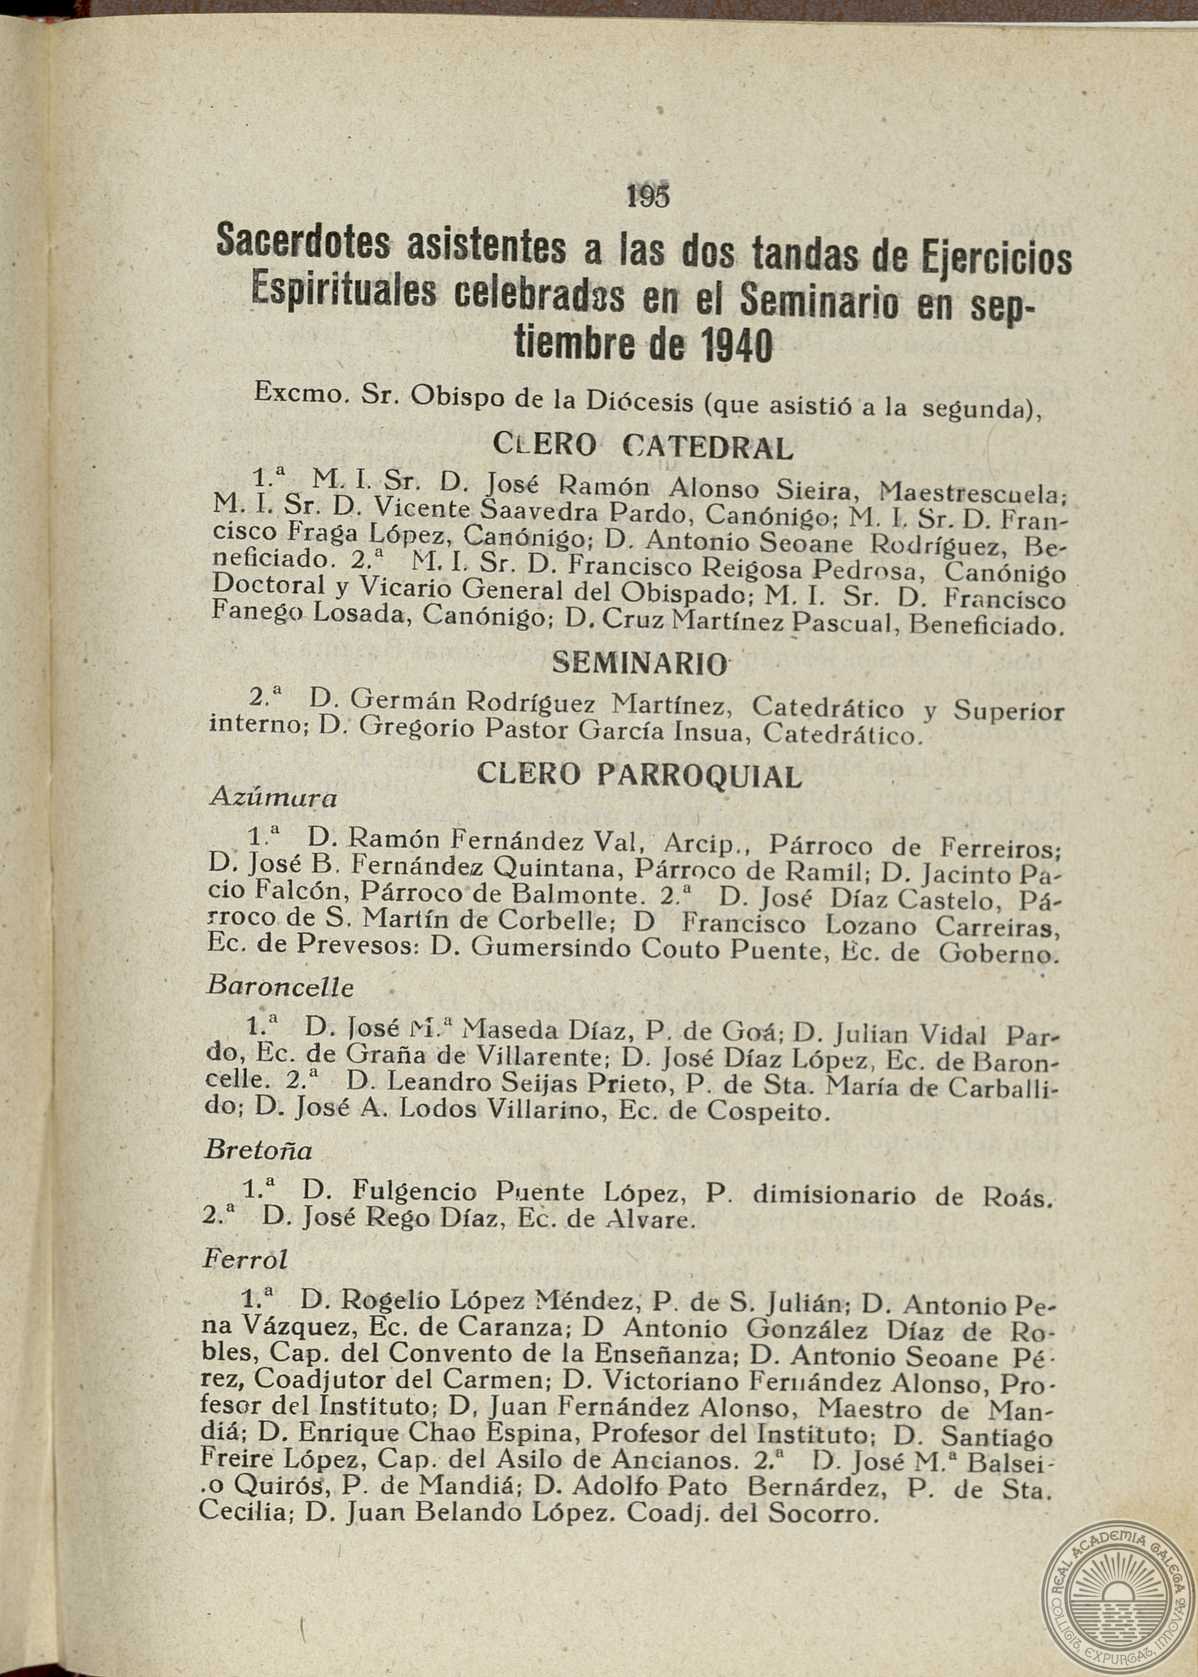 195
Sacerdotes asistentes a las dos tandas de Ejercicios
Espirituales celebrados en el Seminario en sep-
tiembre de 1940
Excmo. Sr. Obispo de la Diócesis (que asistió a la segunda),
CLERO CATEDRAL
1.ª M. I. Sr. D. José Ramón Alonso Sieira, Maestrescuela;
M. I. Sr. D. Vicente Saavedra Pardo, Canónigo; M. I. Sr. D. Fran-
cisco Fraga López, Canónigo; D. Antonio Seoane Rodríguez, Be-
neficiado. 2.ª M. I. Sr. D. Francisco Reigosa Pedrosa, Canónigo
Doctoral y Vicario General del Obispado; M. I. Sr. D. Francisco
Fanego Losada, Canónigo; D. Cruz Martínez Pascual, Beneficiado.
SEMINARIO
2.ª D. Germán Rodríguez Martínez, Catedrático y Superior
interno; D. Gregorio Pastor García Insua, Catedrático.
CLERO PARROQUIAL
Azúmara
1.ª D. Ramón Fernández Val, Arcip., Párroco de Ferreiros;
D. José B. Fernández Quintana, Párroco de Ramil; D. Jacinto Pa-
cio Falcón, Párroco de Balmonte. 2.ª D. José Díaz Castelo, Pá-
rroco de S. Martín de Corbelle; D Francisco Lozano Carreiras,
Ec. de Prevesos: D. Gumersindo Couto Puente, Ec. de Goberno.
Baroncelle
1.ª D. José M.ª Maseda Díaz, P. de Goá; D. Julian Vidal Par-
do, Ec. de Graña de Villarente; D. José Díaz López, Ec. de Baron-
celle. 2.ª D. Leandro Seijas Prieto, P. de Sta. María de Carballi-
do; D. José A. Lodos Villarino, Ec. de Cospeito.
Bretoña
1.ª D. Fulgencio Puente López, P. dimisionario de Roás.
2.ª D. José Rego Díaz, Ec. de Alvare.
Ferrol
1.ª D. Rogelio López Méndez, P. de S. Julián; D. Antonio Pe-
na Vázquez, Ec. de Caranza; D Antonio González Díaz de Ro-
bles, Cap. del Convento de la Enseñanza; D. Antonio Seoane Pé-
rez, Coadjutor del Carmen; D. Victoriano Fernández Alonso, Pro-
fesor del Instituto; D, Juan Fernández Alonso, Maestro de Man-
diá; D. Enrique Chao Espina, Profesor del Instituto; D. Santiago
Freire López, Cap. del Asilo de Ancianos. 2.ª D. José M.ª Balsei-
.o Quirós, P. de Mandiá; D. Adolfo Pato Bernárdez, P. de Sta.
Cecilia; D. Juan Belando López. Coadj. del Socorro.
REAL ACADEMIA GALEGA
COLLIGIT, EXPURGAT, INNOVAT